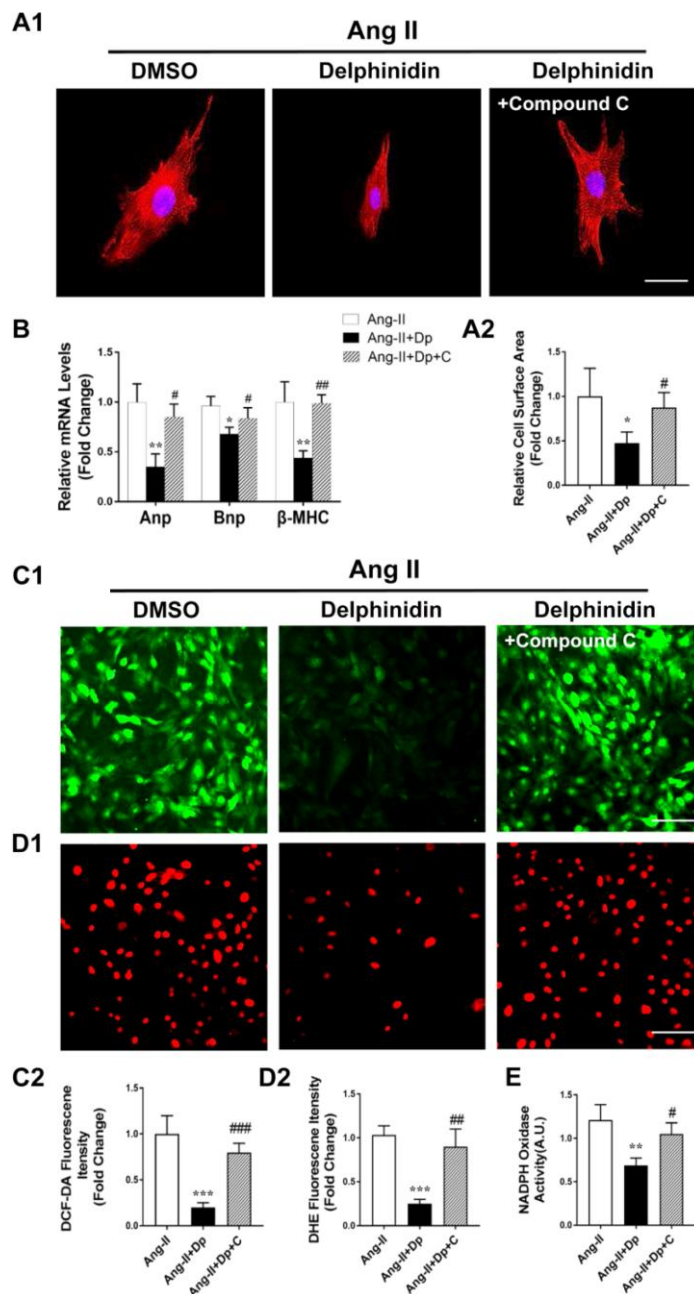 A1
Ang II
DMSO Delphinidin Delphinidin
+Compound C
B
Ang-II
Ang-II+Dp
Ang-II+Dp+C
Relative mRNA Levels
(Fold Change)
1.5
1.0
0.5
0.0
** # * # ** ##
Anp Bnp β-MHC
A2
Relative Cell Surface Area
(Fold Change)
1.5
1.0
0.5
0.0
* #
Ang-II Ang-II+Dp Ang-II+Dp+C
C1
Ang II
DMSO Delphinidin Delphinidin
+Compound C
D1
C2
DCF-DA Fluorescene
Itensity
(Fold Change)
1.5
1.0
0.5
0.0
*** ###
Ang-II Ang-II+Dp Ang-II+Dp+C
D2
DHE Fluorescene Itensity
(Fold Change)
1.5
1.0
0.5
0.0
*** ##
Ang-II Ang-II+Dp Ang-II+Dp+C
E
NADPH Oxidase
Activity(A.U.)
1.5
1.0
0.5
0.0
** #
Ang-II Ang-II+Dp Ang-II+Dp+C